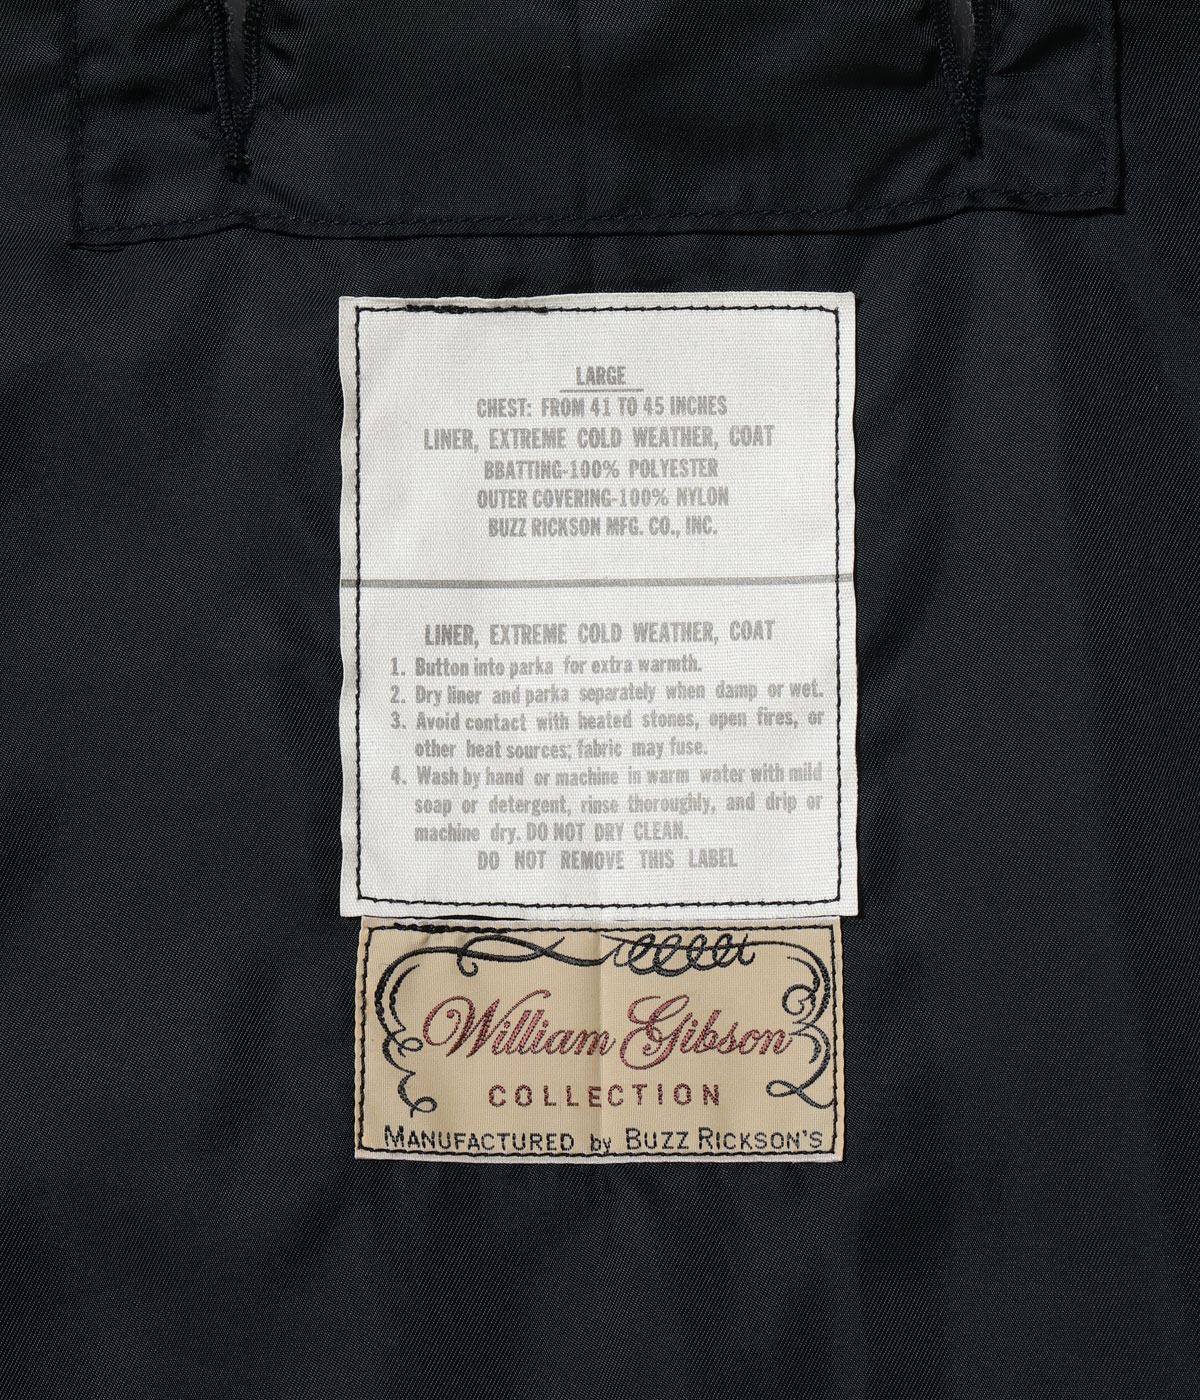 LARGE
CHEST: FROM 41 TO 45 INCHES
LINER, EXTREME COLD WEATHER, COAT
BBATTING-100% POLYESTER
OUTER COVERING-100% NYLON
BUZZ RICKSON MFG. CO., INC.
LINER, EXTREME COLD WEATHER, COAT
1. Button into parka for extra warmth.
2. Dry liner and parka separately when damp or wet.
3. Avoid contact with heated stones, open fires, or
other heat sources; fabric may fuse.
4. Wash by hand or machine in warm water with mild
soap or detergent, rinse thoroughly, and drip or
machine dry. DO NOT DRY CLEAN.
DO NOT REMOVE THIS LABEL
William Gibson
COLLECTION
MANUFACTURED by BUZZ RICKSON'S